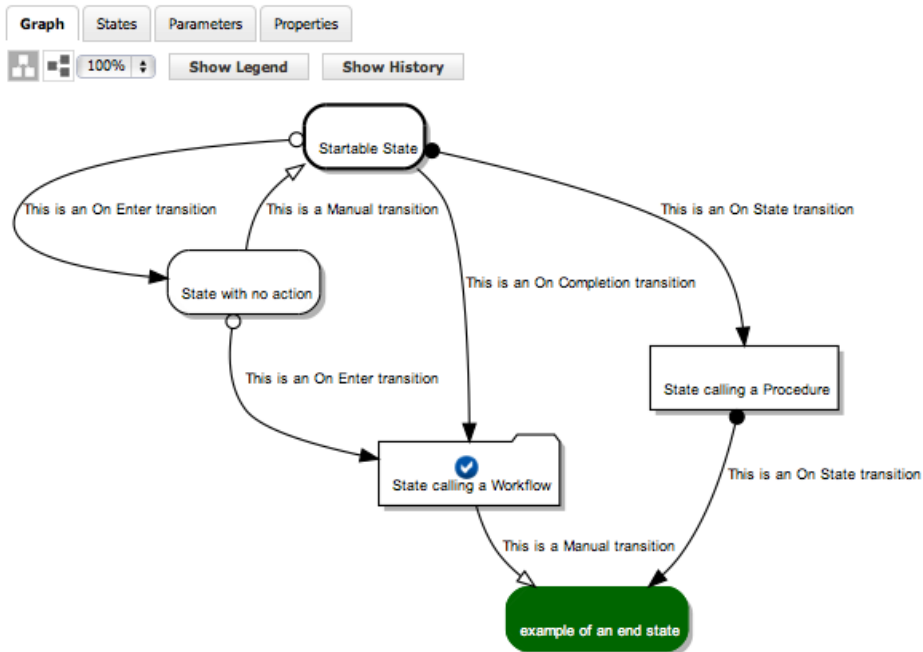 Graph
States
Parameters
Properties
100%
Show Legend
Show History
Startable State
This is an On Enter transition
This is a Manual transition
This is an On State transition
State with no action
This is an On Completion transition
This is an On Enter transition
State calling a Procedure
State calling a Workflow
This is an On State transition
This is a Manual transition
example of an end state